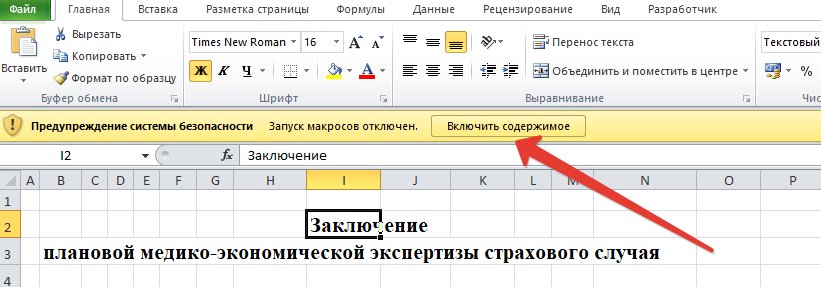 Файл Главная Вставка Разметка страницы Формулы Данные Рецензирование Вид Разработчик
Вставить
Вырезать
Копировать
Формат по образцу
Буфер обмена
Times New Roman 16
Ж К Ч
Шрифт
Перенос текста
Объединить и поместить в центре
Выравнивание
Текстовый
%
Чис
Предупреждение системы безопасности Запуск макросов отключен. Включить содержимое
I2 fx Заключение
A B C D E F G H I J K L M N O P
1
2 Заключение
3 плановой медико-экономической экспертизы страхового случая
4